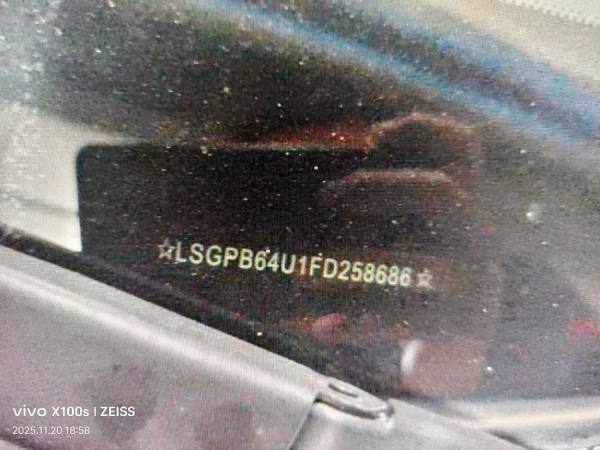 ☆LSGPB64U1FD258686☆
vivo X100s | ZEISS
2025.11.20 18:58